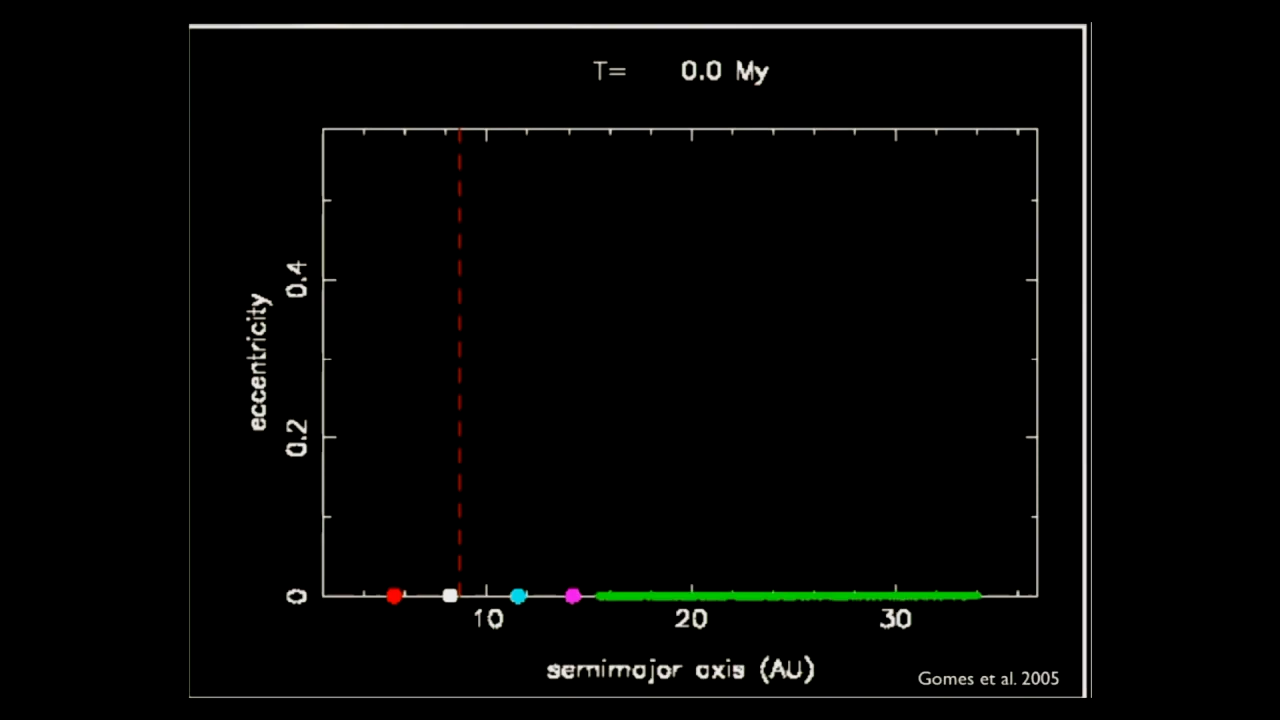 T= 0.0 My
0.4
0.2
0
eccentricity
10 20 30
semimajor axis (AU)
Gomes et al. 2005